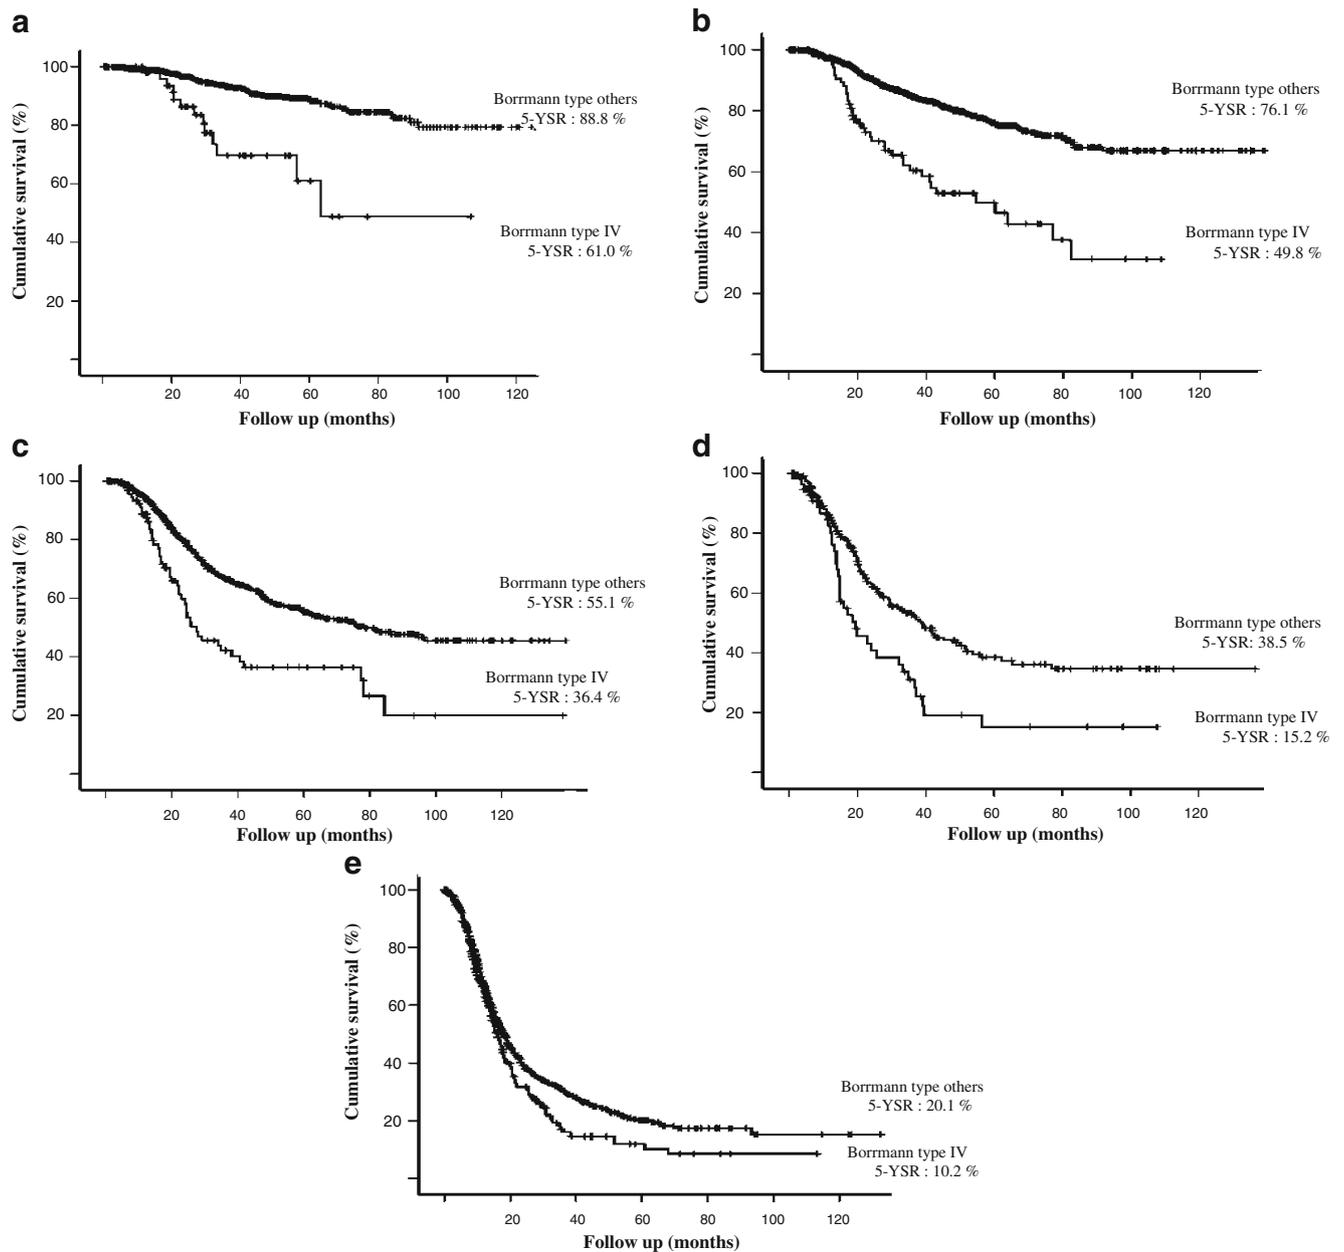 a
100
80
60
40
20
Cumulative survival (%)
Borrmann type others
5-YSR : 88.8 %
Borrmann type IV
5-YSR : 61.0 %
20 40 60 80 100 120
Follow up (months)
b
100
80
60
40
20
Cumulative survival (%)
Borrmann type others
5-YSR : 76.1 %
Borrmann type IV
5-YSR : 49.8 %
20 40 60 80 100 120
Follow up (months)
c
100
80
60
40
20
Cumulative survival (%)
Borrmann type others
5-YSR : 55.1 %
Borrmann type IV
5-YSR : 36.4 %
20 40 60 80 100 120
Follow up (months)
d
100
80
60
40
20
Cumulative survival (%)
Borrmann type others
5-YSR: 38.5 %
Borrmann type IV
5-YSR : 15.2 %
20 40 60 80 100 120
Follow up (months)
e
100
80
60
40
20
Cumulative survival (%)
Borrmann type others
5-YSR : 20.1 %
Borrmann type IV
5-YSR : 10.2 %
20 40 60 80 100 120
Follow up (months)